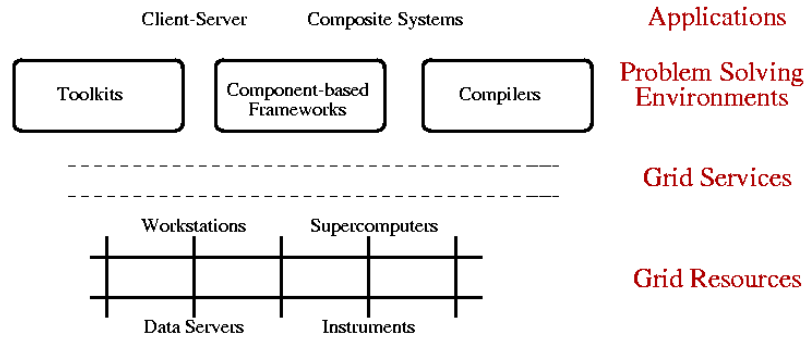 Client-Server Composite Systems Applications
Toolkits
Component-based
Frameworks
Compilers
Problem Solving
Environments
Grid Services
Workstations Supercomputers
Grid Resources
Data Servers Instruments